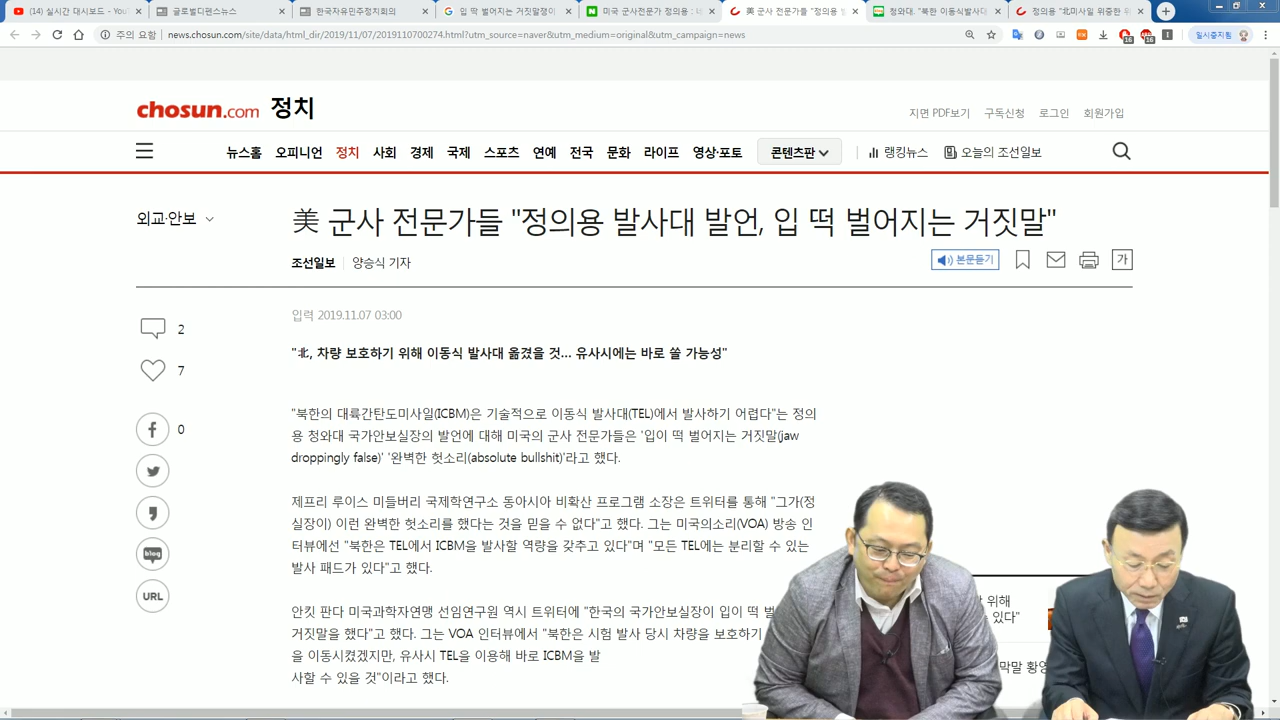 (14) 실시간 대시보드 - You
글로벌디펜스뉴스
한국자유민주정치회의
입 떡 벌어지는 거짓말쟁이
미국 군사전문가 정의용 : 네
美 군사 전문가들 "정의용 발
청와대, "북한 이동식발사대
정의용 "北미사일 위중한 위
주의 요함
news.chosun.com/site/data/html_dir/2019/11/07/2019110700274.html?utm_source=naver&utm_medium=original&utm_campaign=news
16
16
일시중지됨
chosun.com 정치
지면 PDF보기 구독신청 로그인 회원가입
뉴스홈 오피니언 정치 사회 경제 국제 스포츠 연예 전국 문화 라이프 영상·포토 콘텐츠판 랭킹뉴스 오늘의 조선일보
외교·안보
美 군사 전문가들 "정의용 발사대 발언, 입 떡 벌어지는 거짓말"
조선일보 양승식 기자
본문듣기
가
입력 2019.11.07 03:00
2
"北, 차량 보호하기 위해 이동식 발사대 옮겼을 것... 유사시에는 바로 쓸 가능성"
7
"북한의 대륙간탄도미사일(ICBM)은 기술적으로 이동식 발사대(TEL)에서 발사하기 어렵다"는 정의
용 청와대 국가안보실장의 발언에 대해 미국의 군사 전문가들은 '입이 떡 벌어지는 거짓말(jaw
droppingly false)' '완벽한 헛소리(absolute bullshit)'라고 했다.
0
제프리 루이스 미들버리 국제학연구소 동아시아 비확산 프로그램 소장은 트위터를 통해 "그가(정
실장이) 이런 완벽한 헛소리를 했다는 것을 믿을 수 없다"고 했다. 그는 미국의소리(VOA) 방송 인
터뷰에선 "북한은 TEL에서 ICBM을 발사할 역량을 갖추고 있다"며 "모든 TEL에는 분리할 수 있는
발사 패드가 있다"고 했다.
blog
URL
안킷 판다 미국과학자연맹 선임연구원 역시 트위터에 "한국의 국가안보실장이 입이 떡
거짓말을 했다"고 했다. 그는 VOA 인터뷰에서 "북한은 시험 발사 당시 차량을 보호하기
을 이동시켰겠지만, 유사시 TEL을 이용해 바로 ICBM을 발
사할 수 있을 것"이라고 했다.
위해
있다"
막말 황영